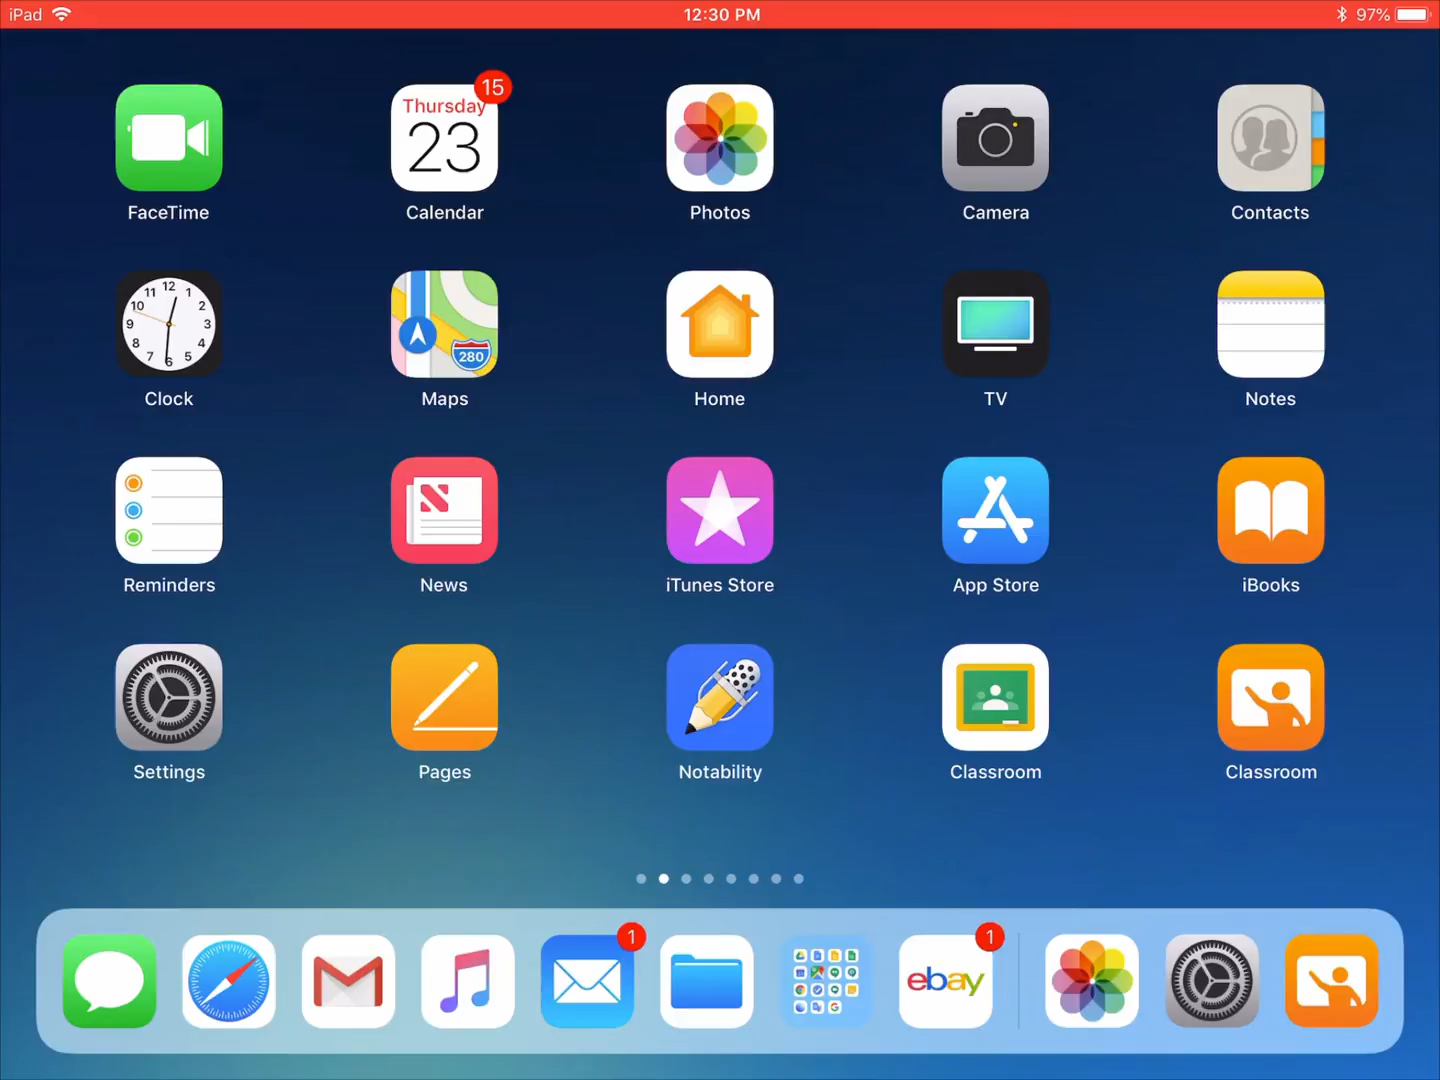 iPad 12:30 PM 97%
15
Thursday
23
FaceTime Calendar Photos Camera Contacts
12
11 1
10 2
9 3
8 4
7 5
6
280
Clock Maps Home TV Notes
Reminders News iTunes Store App Store iBooks
Settings Pages Notability Classroom Classroom
1 1
ebay